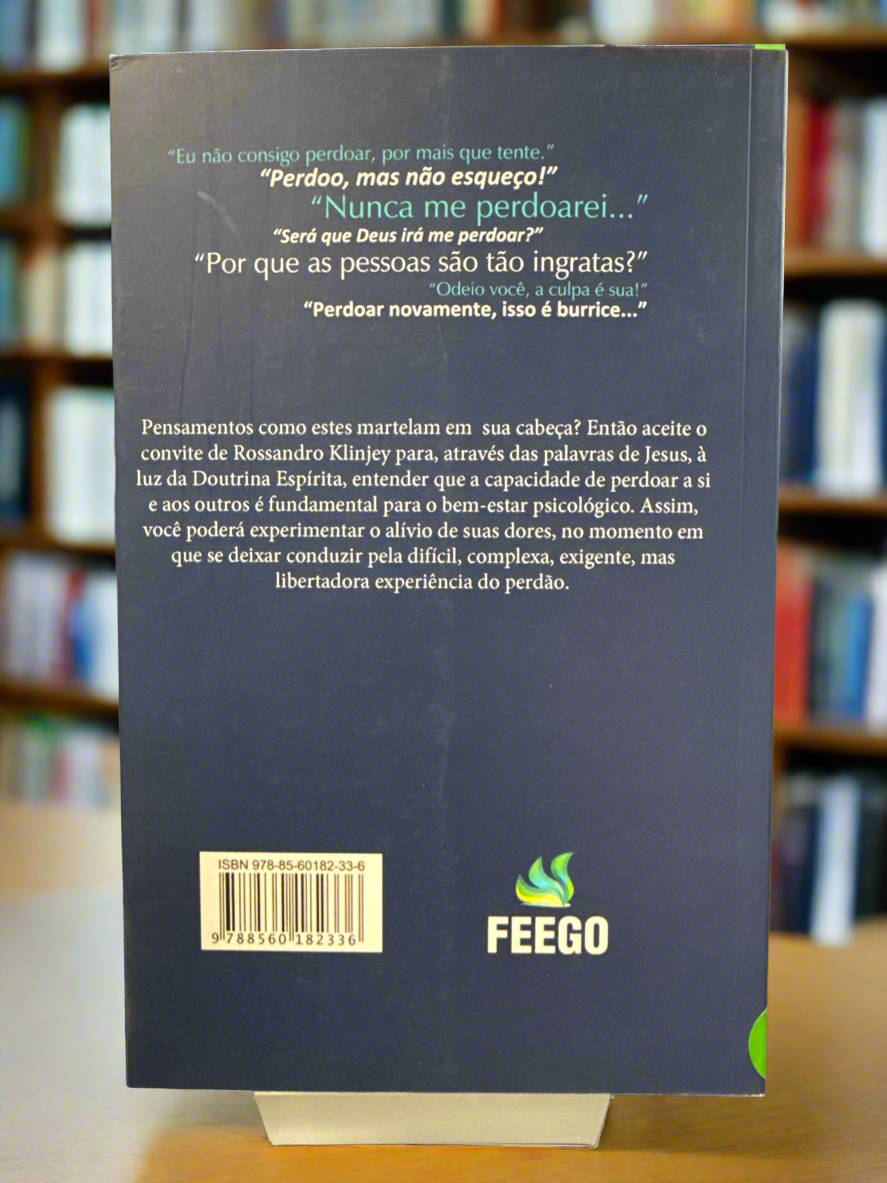 “Eu não consigo perdoar, por mais que tente.”
“Perdoo, mas não esqueço!”
“Nunca me perdoarei...”
“Será que Deus irá me perdoar?”
“Por que as pessoas são tão ingratas?”
“Odeio você, a culpa é sua!”
“Perdoar novamente, isso é burrice...”
Pensamentos como estes martelam em sua cabeça? Então aceite o
convite de Rossandro Klinjey para, através das palavras de Jesus, à
luz da Doutrina Espírita, entender que a capacidade de perdoar a si
e aos outros é fundamental para o bem-estar psicológico. Assim,
você poderá experimentar o alívio de suas dores, no momento em
que se deixar conduzir pela difícil, complexa, exigente, mas
libertadora experiência do perdão.
ISBN 978-85-60182-33-6
9 788560 182336
FEEGO